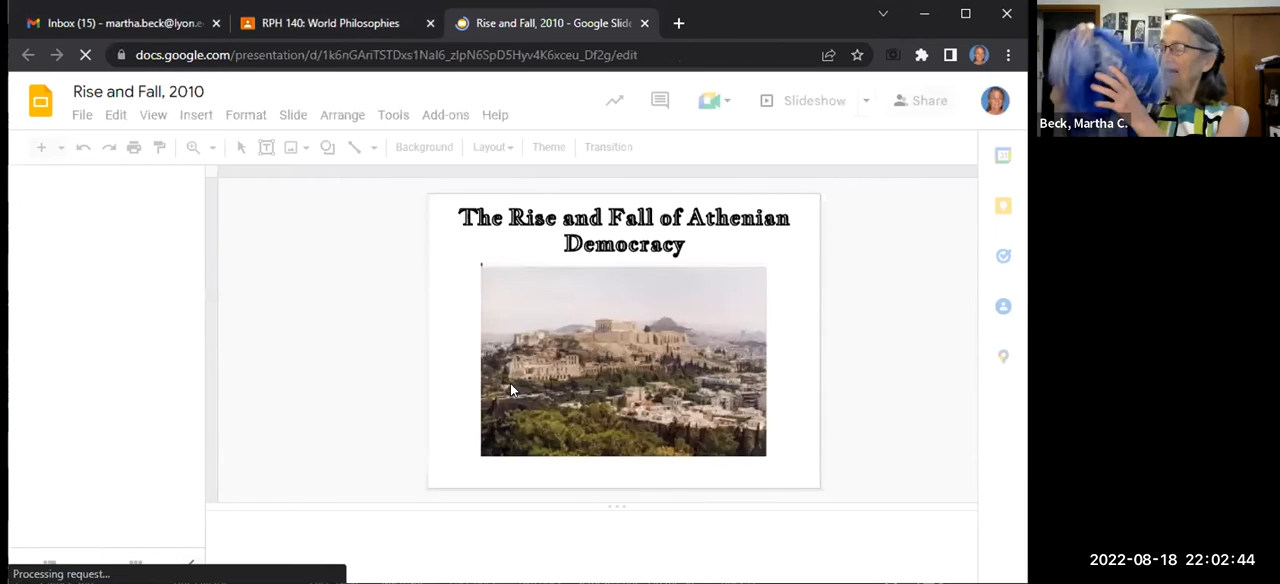 Inbox (15) - martha.beck@lyon.e
RPH 140: World Philosophies
Rise and Fall, 2010 - Google Slide
docs.google.com/presentation/d/1k6nGAriTSTDxs1NaI6_zIpN6SpD5Hyv4K6xceu_Df2g/edit
Rise and Fall, 2010
File Edit View Insert Format Slide Arrange Tools Add-ons Help
Slideshow
Share
Background Layout Theme Transition
The Rise and Fall of Athenian
Democracy
Processing request...
Beck, Martha C.
2022-08-18 22:02:44